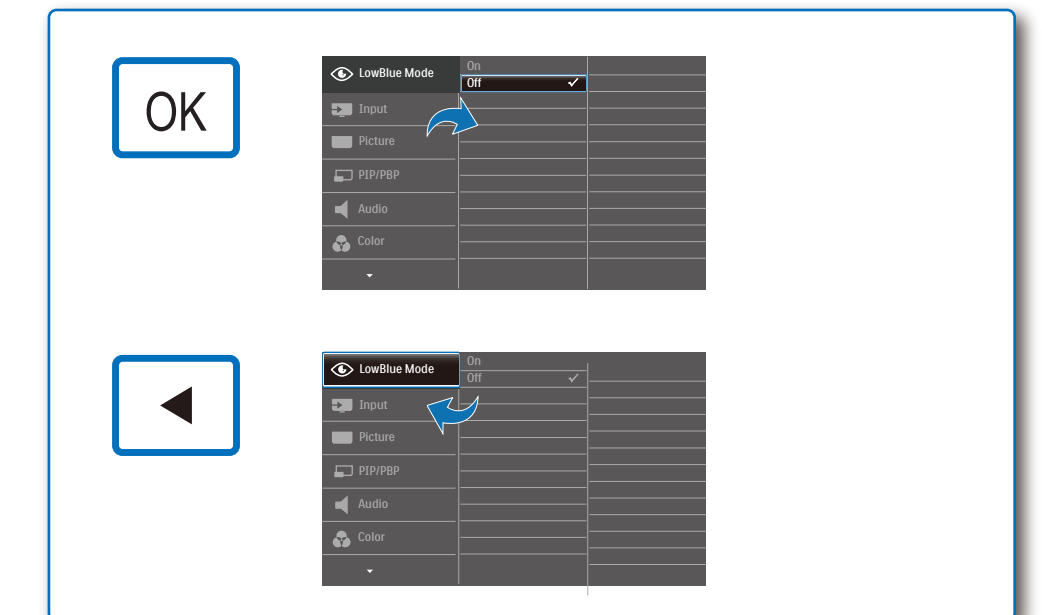 OK
LowBlue Mode
On
Off
Input
Picture
PIP/PBP
Audio
Color
LowBlue Mode
On
Off
Input
Picture
PIP/PBP
Audio
Color